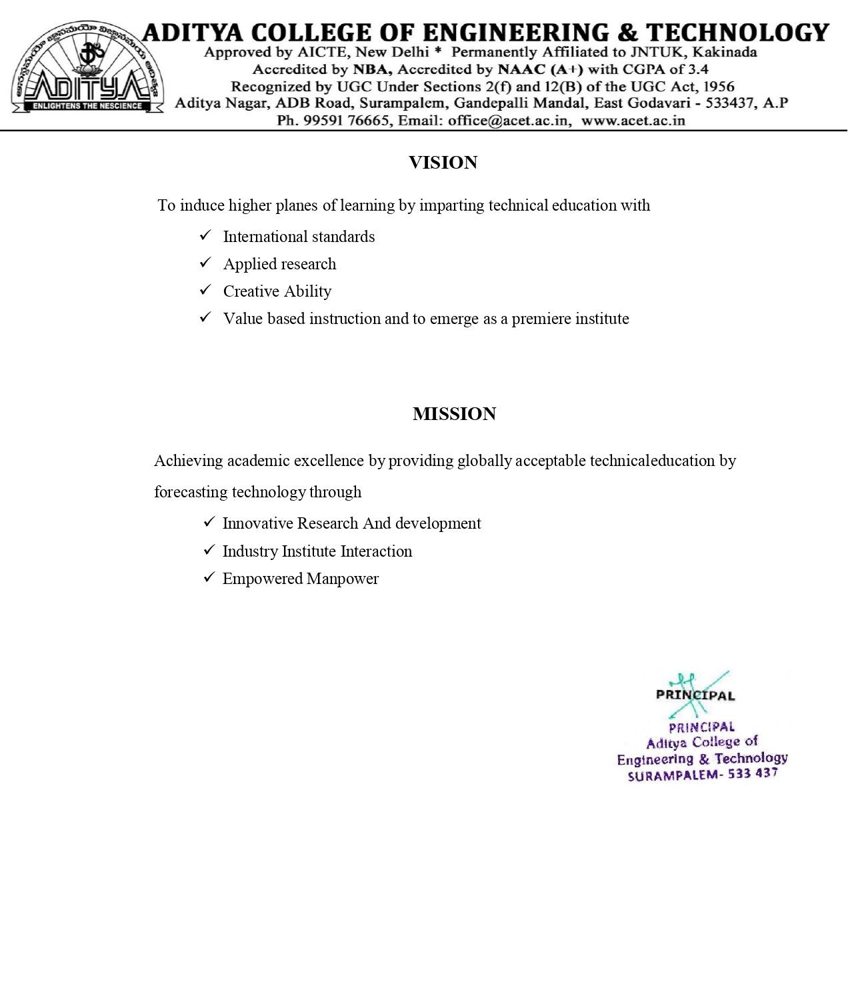 అసతోమయో జ్ఞానమయో విజ్ఞానమయ ఆదిత్యః
ADITYA
ENLIGHTENS THE NESCIENCE
ADITYA COLLEGE OF ENGINEERING & TECHNOLOGY
Approved by AICTE, New Delhi * Permanently Affiliated to JNTUK, Kakinada
Accredited by NBA, Accredited by NAAC (A+) with CGPA of 3.4
Recognized by UGC Under Sections 2(f) and 12(B) of the UGC Act, 1956
Aditya Nagar, ADB Road, Surampalem, Gandepalli Mandal, East Godavari - 533437, A.P
Ph. 99591 76665, Email: office@acet.ac.in, www.acet.ac.in
VISION
To induce higher planes of learning by imparting technical education with
✓ International standards
✓ Applied research
✓ Creative Ability
✓ Value based instruction and to emerge as a premiere institute
MISSION
Achieving academic excellence by providing globally acceptable technicaleducation by
forecasting technology through
✓ Innovative Research And development
✓ Industry Institute Interaction
✓ Empowered Manpower
PRINCIPAL
PRINCIPAL
Aditya College of
Engineering & Technology
SURAMPALEM- 533 437